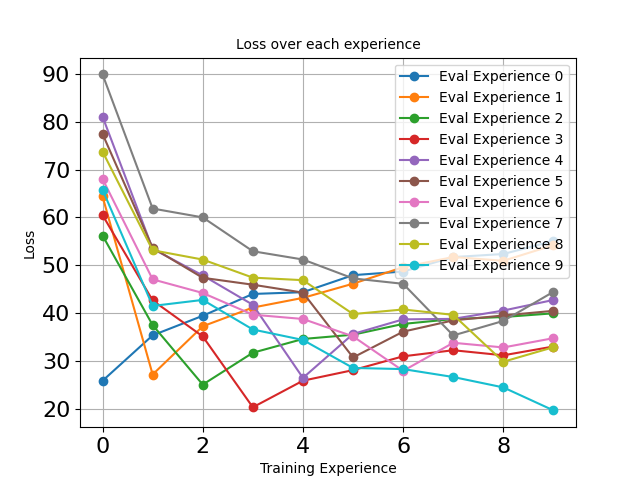 Loss over each experience
90
80
70
60
50
40
30
20
Loss
Eval Experience 0
Eval Experience 1
Eval Experience 2
Eval Experience 3
Eval Experience 4
Eval Experience 5
Eval Experience 6
Eval Experience 7
Eval Experience 8
Eval Experience 9
0 2 4 6 8
Training Experience